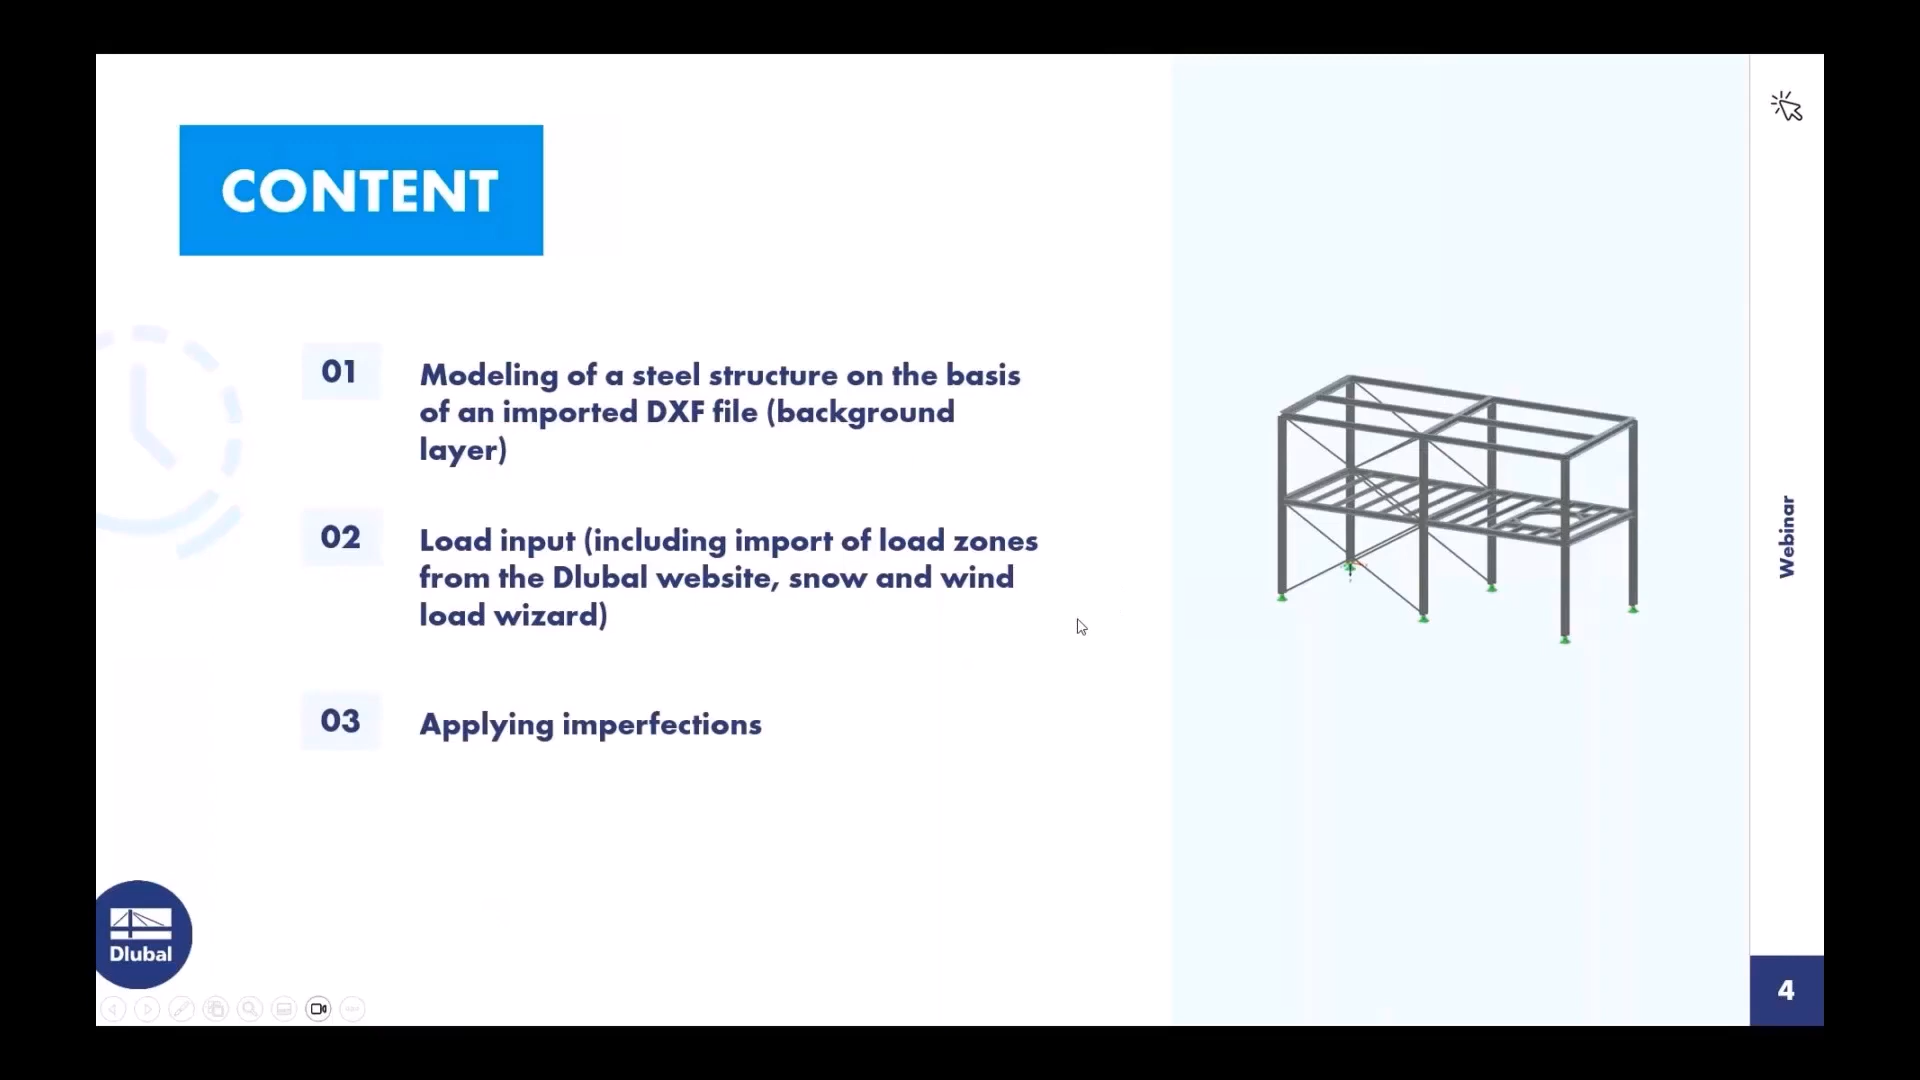 CONTENT
01
Modeling of a steel structure on the basis
of an imported DXF file (background
layer)
02
Load input (including import of load zones
from the Dlubal website, snow and wind
load wizard)
03
Applying imperfections
Webinar
Dlubal
4